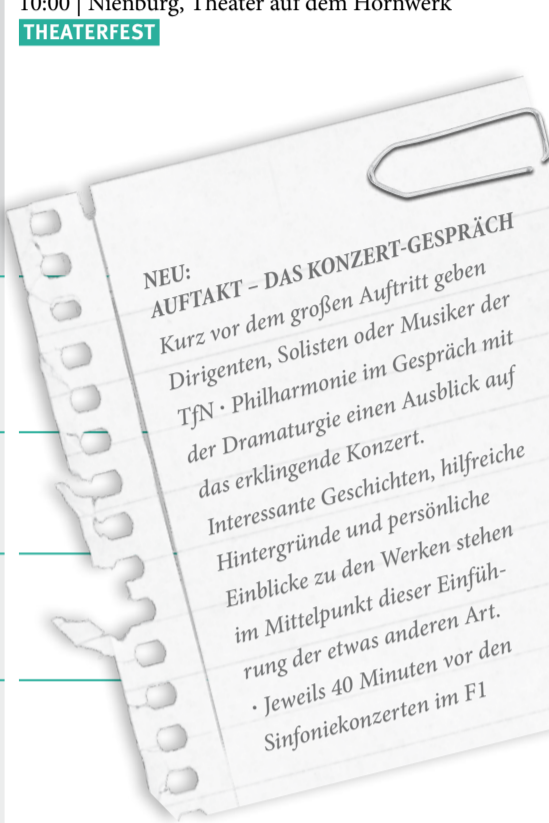 10:00 | Nienburg, Theater auf dem Hornwerk
THEATERFEST
NEU:
AUFTAKT – DAS KONZERT-GESPRÄCH
Kurz vor dem großen Auftritt geben
Dirigenten, Solisten oder Musiker der
TfN · Philharmonie im Gespräch mit
der Dramaturgie einen Ausblick auf
das erklingende Konzert.
Interessante Geschichten, hilfreiche
Hintergründe und persönliche
Einblicke zu den Werken stehen
im Mittelpunkt dieser Einfüh-
rung der etwas anderen Art.
· Jeweils 40 Minuten vor den
Sinfoniekonzerten im F1